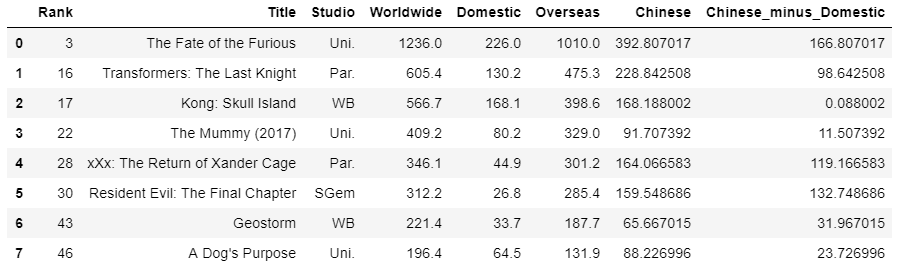 Rank Title Studio Worldwide Domestic Overseas Chinese Chinese_minus_Domestic
0 3 The Fate of the Furious Uni. 1236.0 226.0 1010.0 392.807017 166.807017
1 16 Transformers: The Last Knight Par. 605.4 130.2 475.3 228.842508 98.642508
2 17 Kong: Skull Island WB 566.7 168.1 398.6 168.188002 0.088002
3 22 The Mummy (2017) Uni. 409.2 80.2 329.0 91.707392 11.507392
4 28 xXx: The Return of Xander Cage Par. 346.1 44.9 301.2 164.066583 119.166583
5 30 Resident Evil: The Final Chapter SGem 312.2 26.8 285.4 159.548686 132.748686
6 43 Geostorm WB 221.4 33.7 187.7 65.667015 31.967015
7 46 A Dog's Purpose Uni. 196.4 64.5 131.9 88.226996 23.726996